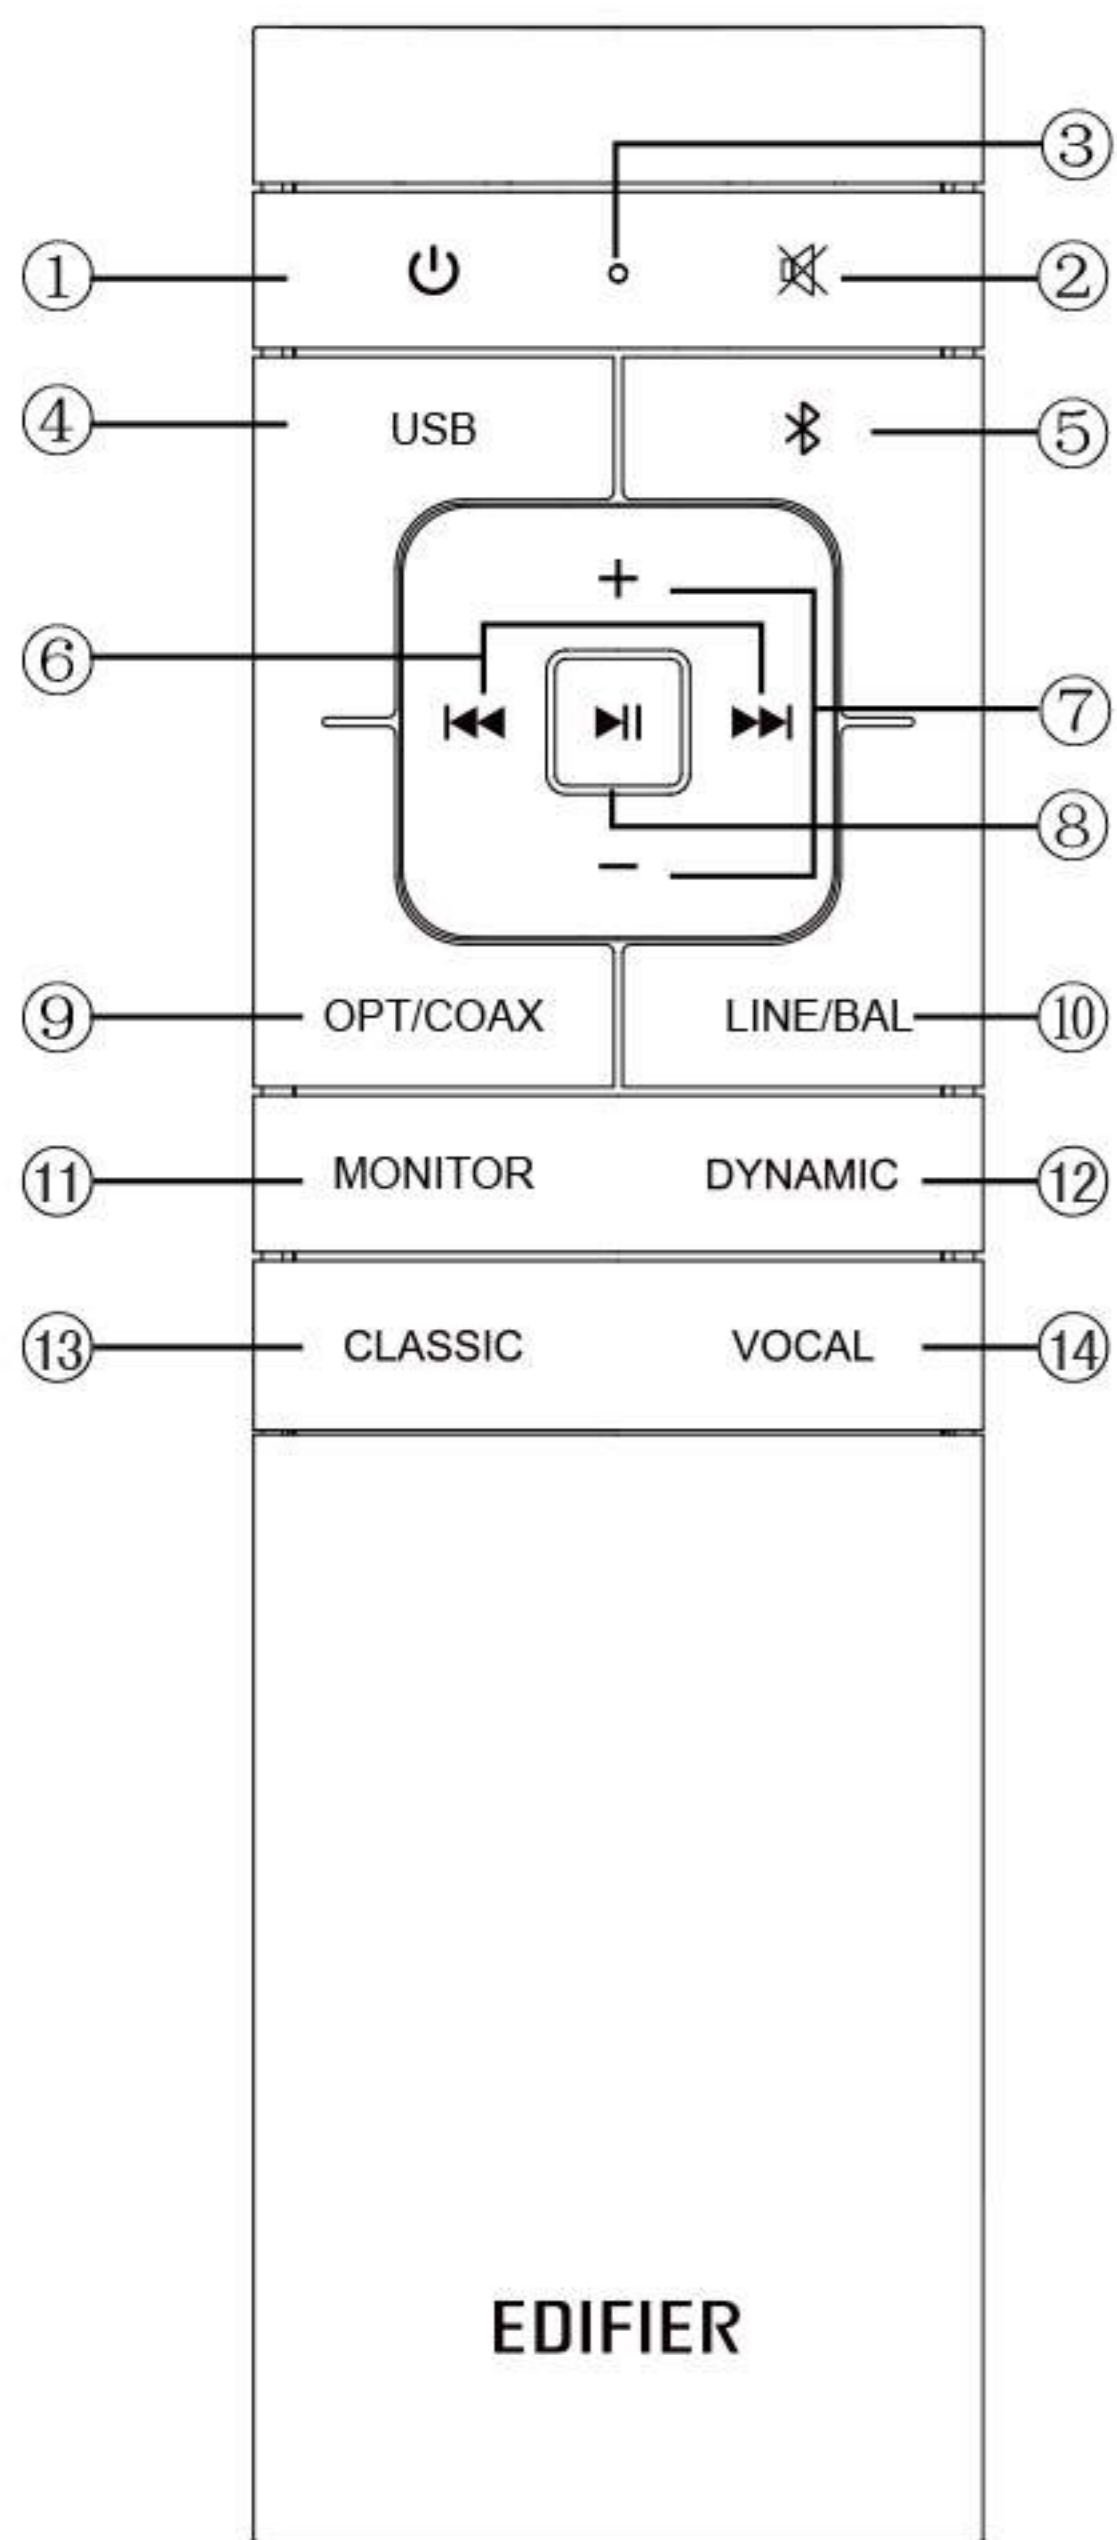 ③
① ②
④ USB ⑤
+
⑥ ⑦
⑧
−
⑨ OPT/COAX LINE/BAL ⑩
⑪ MONITOR DYNAMIC ⑫
⑬ CLASSIC VOCAL ⑭
EDIFIER